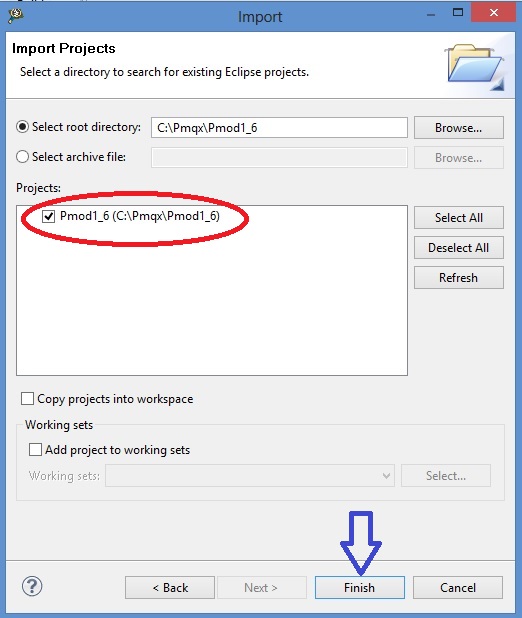 Import
Import Projects
Select a directory to search for existing Eclipse projects.
Select root directory: C:\Pmqx\Pmod1_6 Browse...
Select archive file: Browse...
Projects:
Pmod1_6 (C:\Pmqx\Pmod1_6)
Select All
Deselect All
Refresh
Copy projects into workspace
Working sets
Add project to working sets
Working sets: Select...
? < Back Next > Finish Cancel